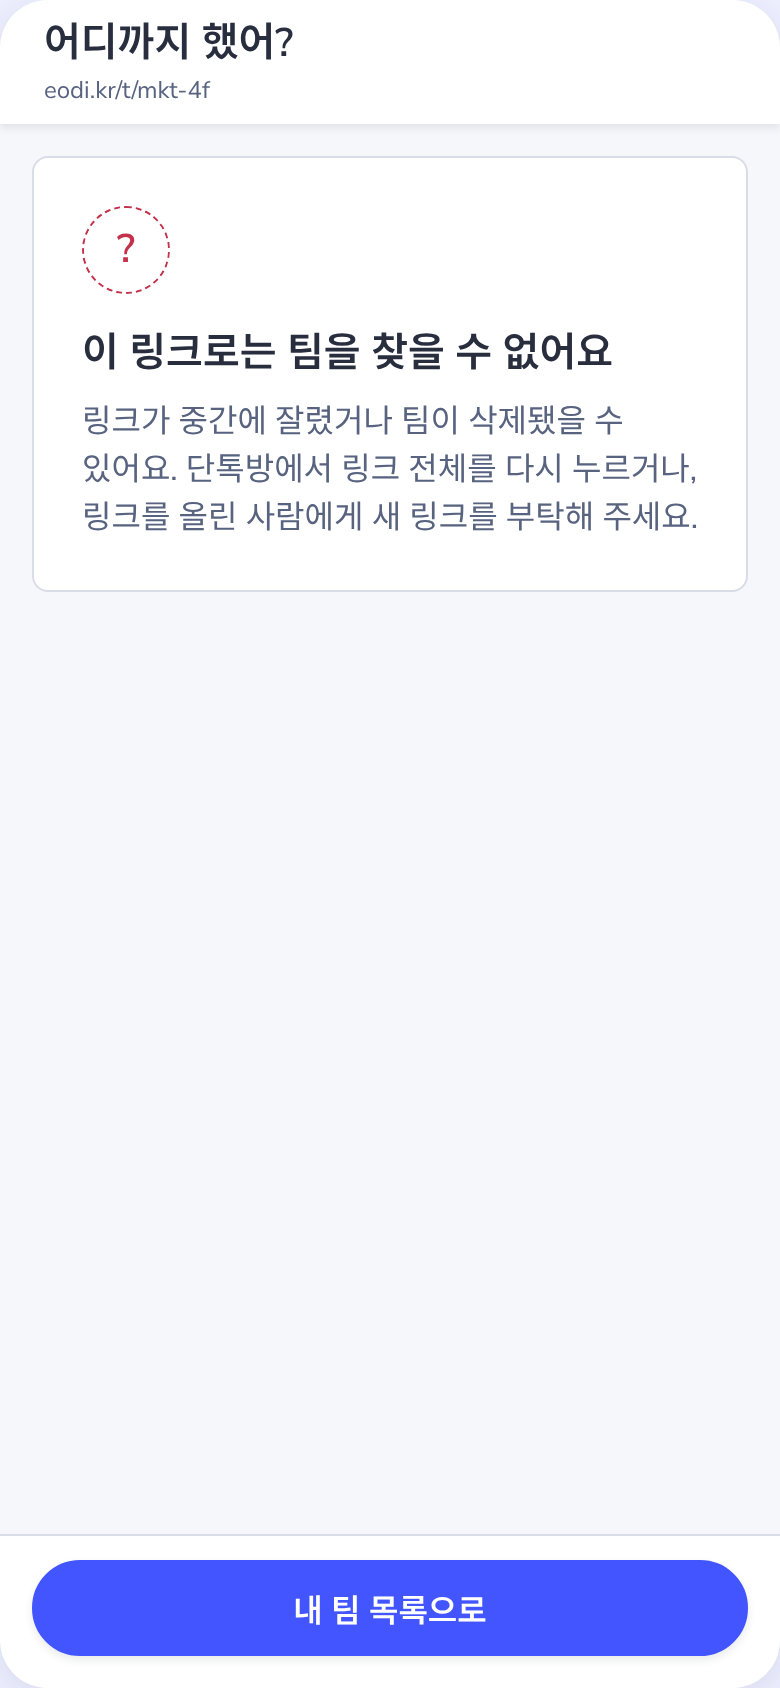 어디까지 했어?
eodi.kr/t/mkt-4f
?
이 링크로는 팀을 찾을 수 없어요
링크가 중간에 잘렸거나 팀이 삭제됐을 수
있어요. 단톡방에서 링크 전체를 다시 누르거나,
링크를 올린 사람에게 새 링크를 부탁해 주세요.
내 팀 목록으로